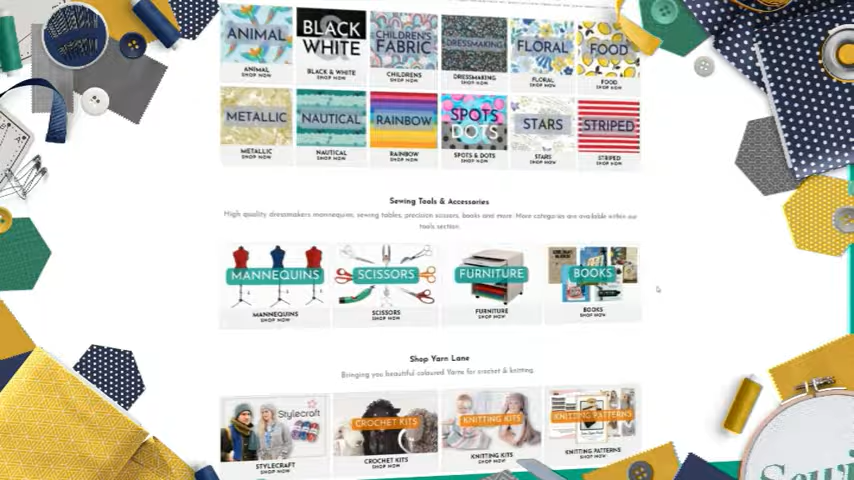 ANIMAL BLACK & WHITE CHILDREN'S FABRIC DRESSMAKING FLORAL FOOD
ANIMAL BLACK & WHITE CHILDRENS DRESSMAKING FLORAL FOOD
SHOP NOW SHOP NOW SHOP NOW SHOP NOW SHOP NOW SHOP NOW
METALLIC NAUTICAL RAINBOW SPOTS DOTS STARS STRIPED
METALLIC NAUTICAL RAINBOW SPOTS & DOTS STARS STRIPED
SHOP NOW SHOP NOW SHOP NOW SHOP NOW SHOP NOW SHOP NOW
Sewing Tools & Accessories
High quality dressmakers mannequins, sewing tables, precision scissors, books and more. More categories are available within our
tools section.
MANNEQUINS SCISSORS FURNITURE BOOKS
MANNEQUINS SCISSORS FURNITURE BOOKS
SHOP NOW SHOP NOW SHOP NOW SHOP NOW
Shop Yarn Lane
Bringing you beautiful coloured Yarns for crochet & knitting.
Stylecraft CROCHET KITS KNITTING KITS KNITTING PATTERNS
STYLECRAFT CROCHET KITS KNITTING KITS KNITTING PATTERNS
SHOP NOW SHOP NOW SHOP NOW SHOP NOW